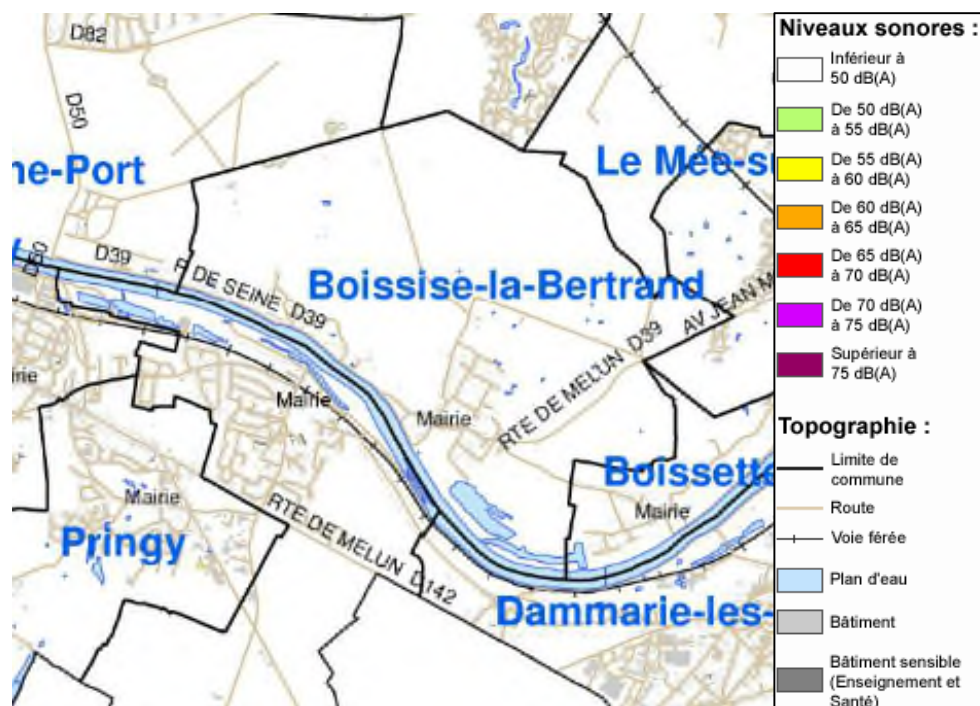 D82
D50
ne-Port
Le Mée-su
D50
D39
R DE SEINE D39
Boissise-la-Bertrand
AV JEAN M
RTE DE MELUN D39
Mairie
Mairie
Boissette
Mairie
Mairie
Pringy
RTE DE MELUN D142
Dammarie-les-
Niveaux sonores :
Inférieur à
50 dB(A)
De 50 dB(A)
à 55 dB(A)
De 55 dB(A)
à 60 dB(A)
De 60 dB(A)
à 65 dB(A)
De 65 dB(A)
à 70 dB(A)
De 70 dB(A)
à 75 dB(A)
Supérieur à
75 dB(A)
Topographie :
Limite de
commune
Route
Voie férée
Plan d'eau
Bâtiment
Bâtiment sensible
(Enseignement et
Santé)